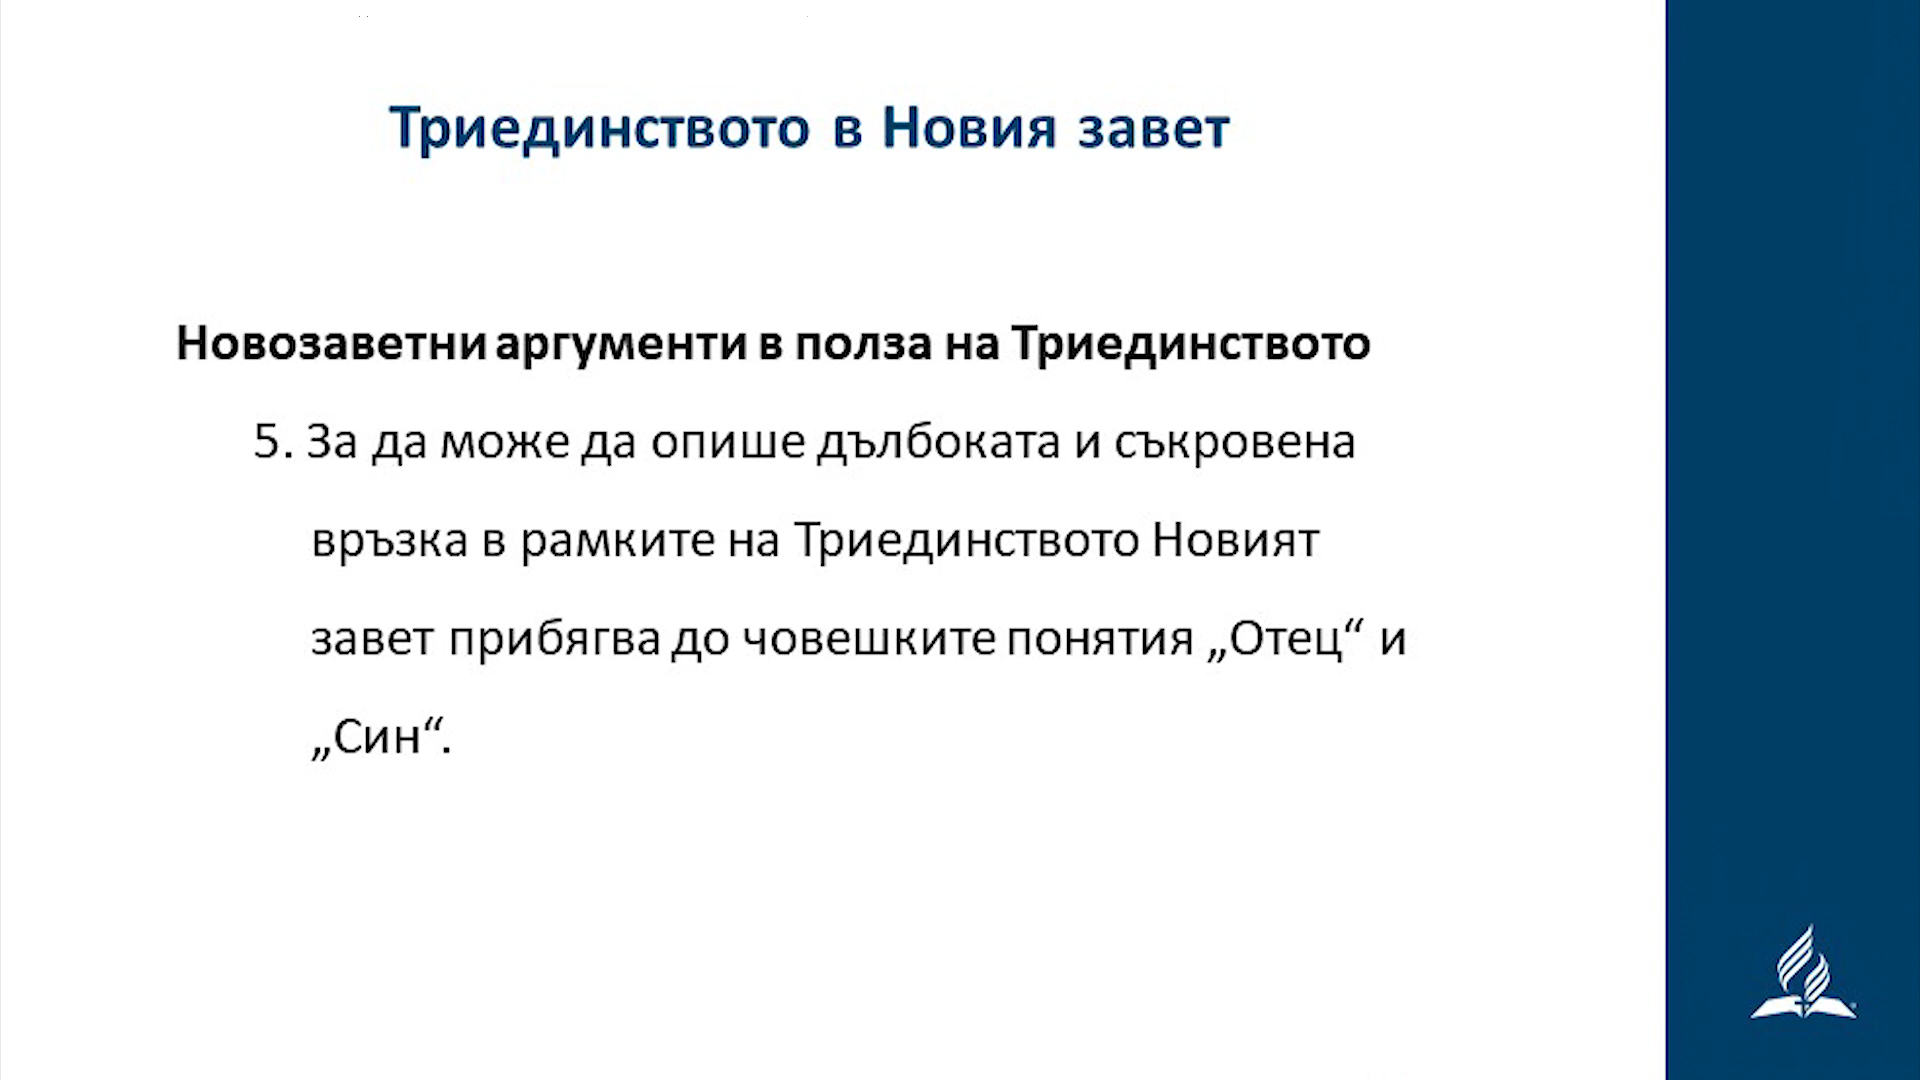 Триединството в Новия завет
Новозаветни аргументи в полза на Триединството
5. За да може да опише дълбоката и съкровена
връзка в рамките на Триединството Новият
завет прибягва до човешките понятия „Отец“ и
„Син“.